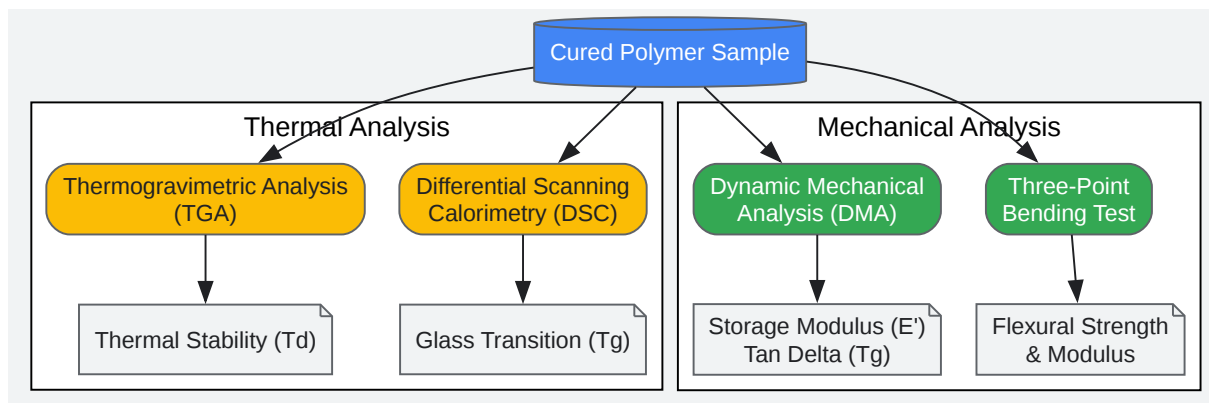 Cured Polymer Sample
Thermal Analysis
Mechanical Analysis
Thermogravimetric Analysis
(TGA)
Differential Scanning
Calorimetry (DSC)
Dynamic Mechanical
Analysis (DMA)
Three-Point
Bending Test
Thermal Stability (Td)
Glass Transition (Tg)
Storage Modulus (E')
Tan Delta (Tg)
Flexural Strength
& Modulus